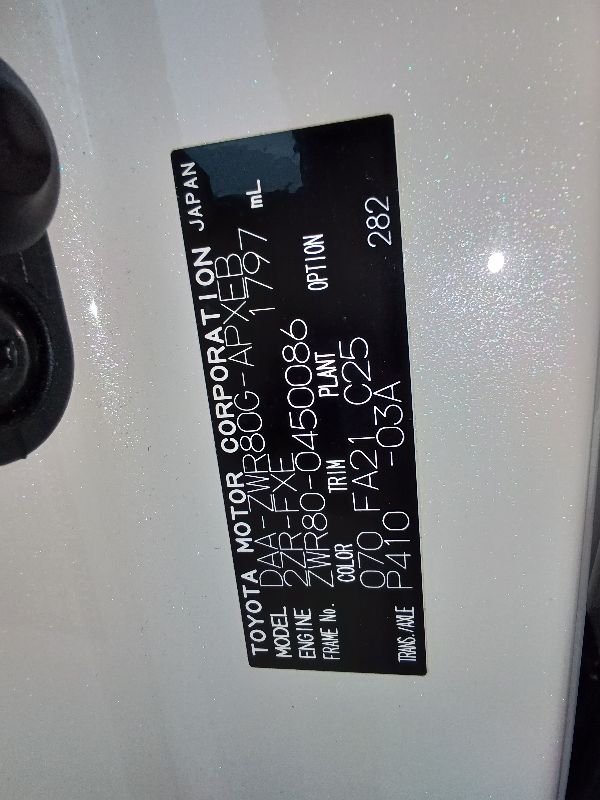 TOYOTA MOTOR CORPORATION JAPAN
MODEL DAA-ZWR80G-APXEB
ENGINE 2ZR-FXE 1797 mL
FRAME No. ZWR80-0450086
COLOR TRIM PLANT OPTION
070 FA21 C25
TRANS./AXLE P410 -03A 282